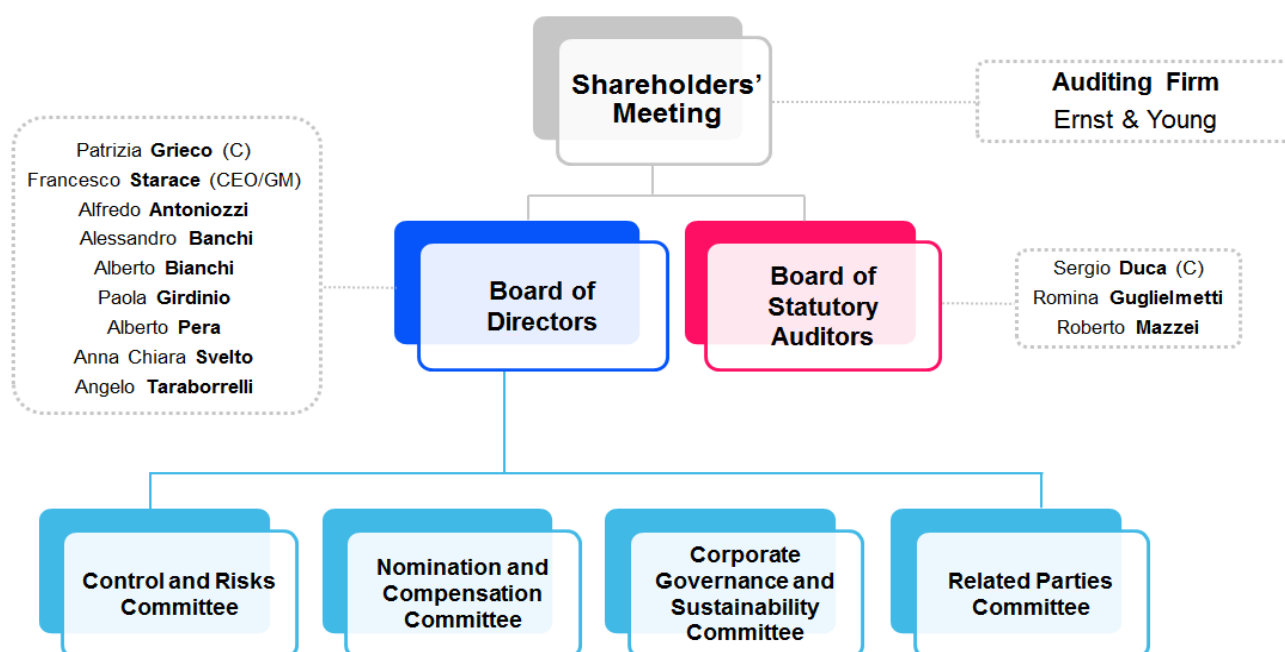 Shareholders’
Meeting
Auditing Firm
Ernst & Young
Patrizia Grieco (C)
Francesco Starace (CEO/GM)
Alfredo Antoniozzi
Alessandro Banchi
Alberto Bianchi
Paola Girdinio
Alberto Pera
Anna Chiara Svelto
Angelo Taraborrelli
Board of
Directors
Board of
Statutory
Auditors
Sergio Duca (C)
Romina Guglielmetti
Roberto Mazzei
Control and Risks
Committee
Nomination and
Compensation
Committee
Corporate
Governance and
Sustainability
Committee
Related Parties
Committee